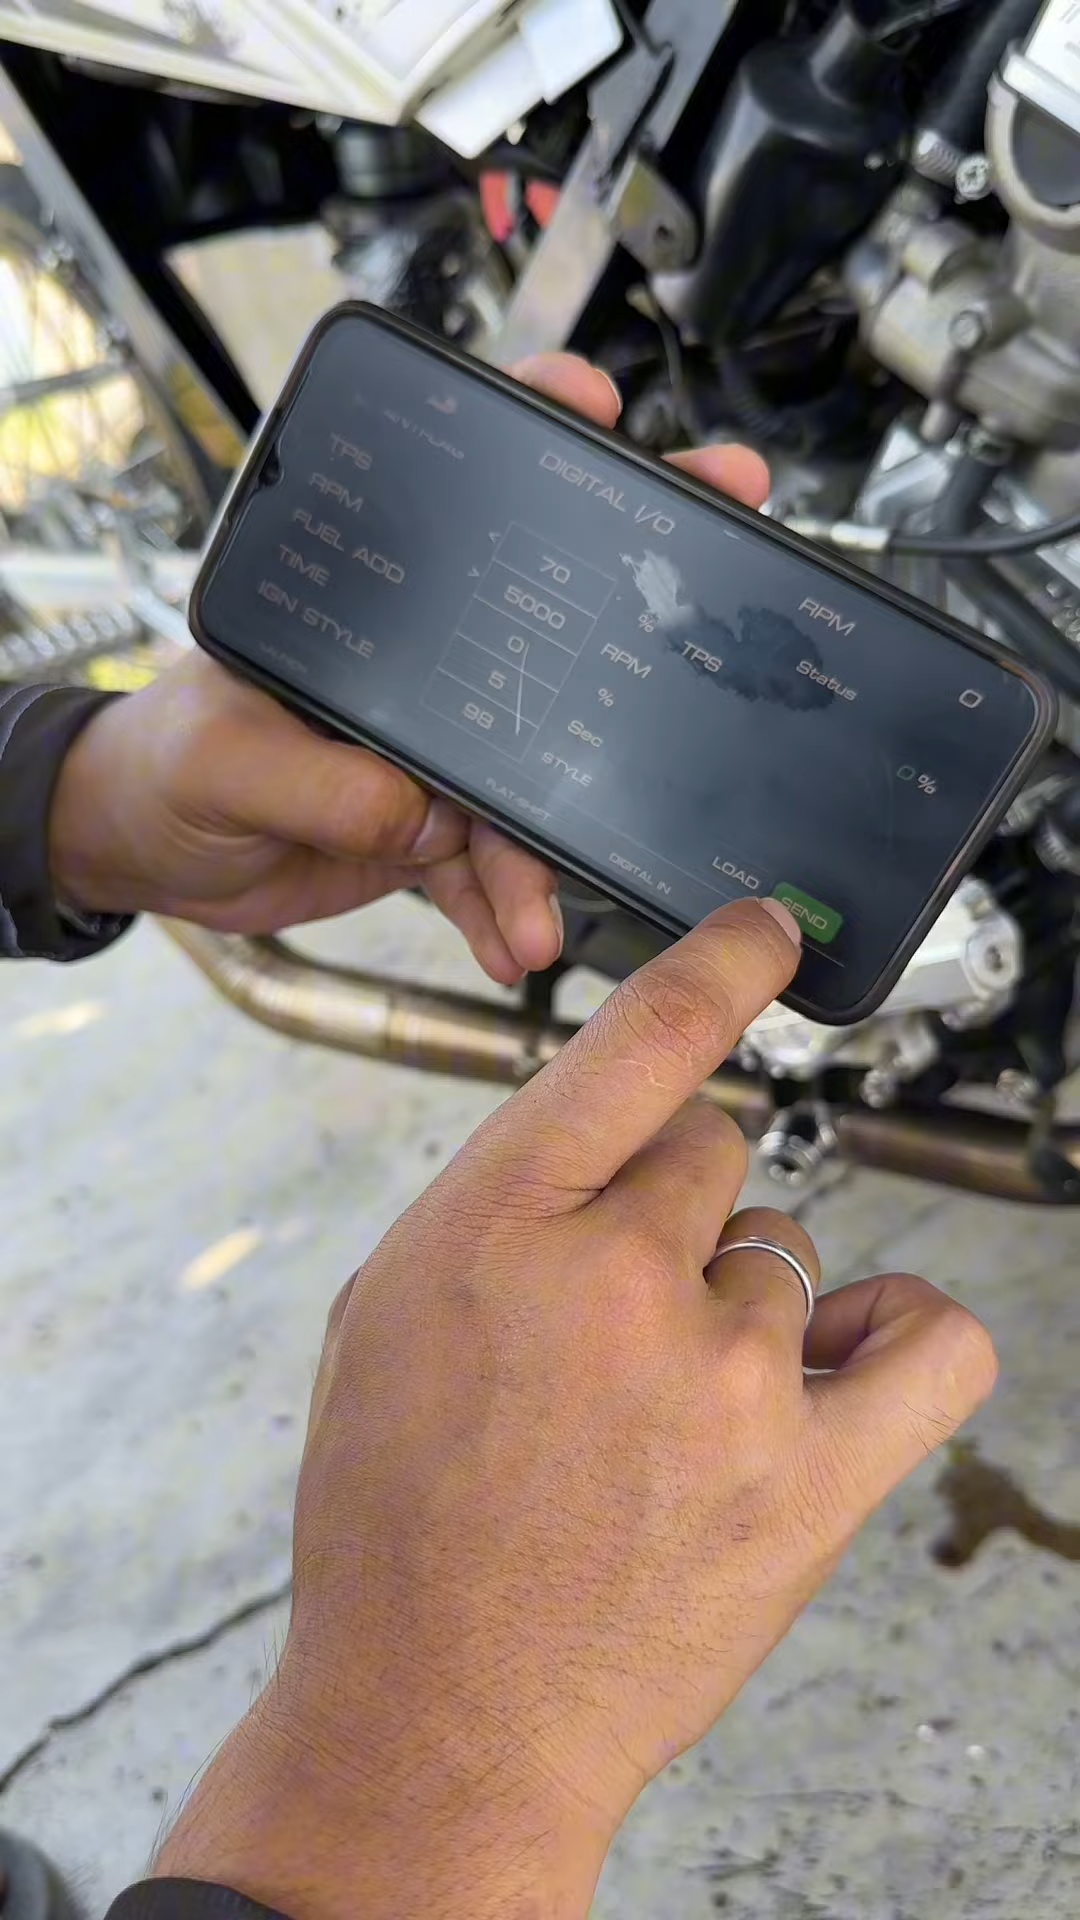 DIGITAL I/O
TPS 70 %
RPM 5000 RPM
FUEL ADD 0 %
TIME 5 Sec
IGN STYLE 98 STYLE
RPM 0
TPS Status 0 %
LOAD SEND
FLAT SHIFT
DIGITAL IN